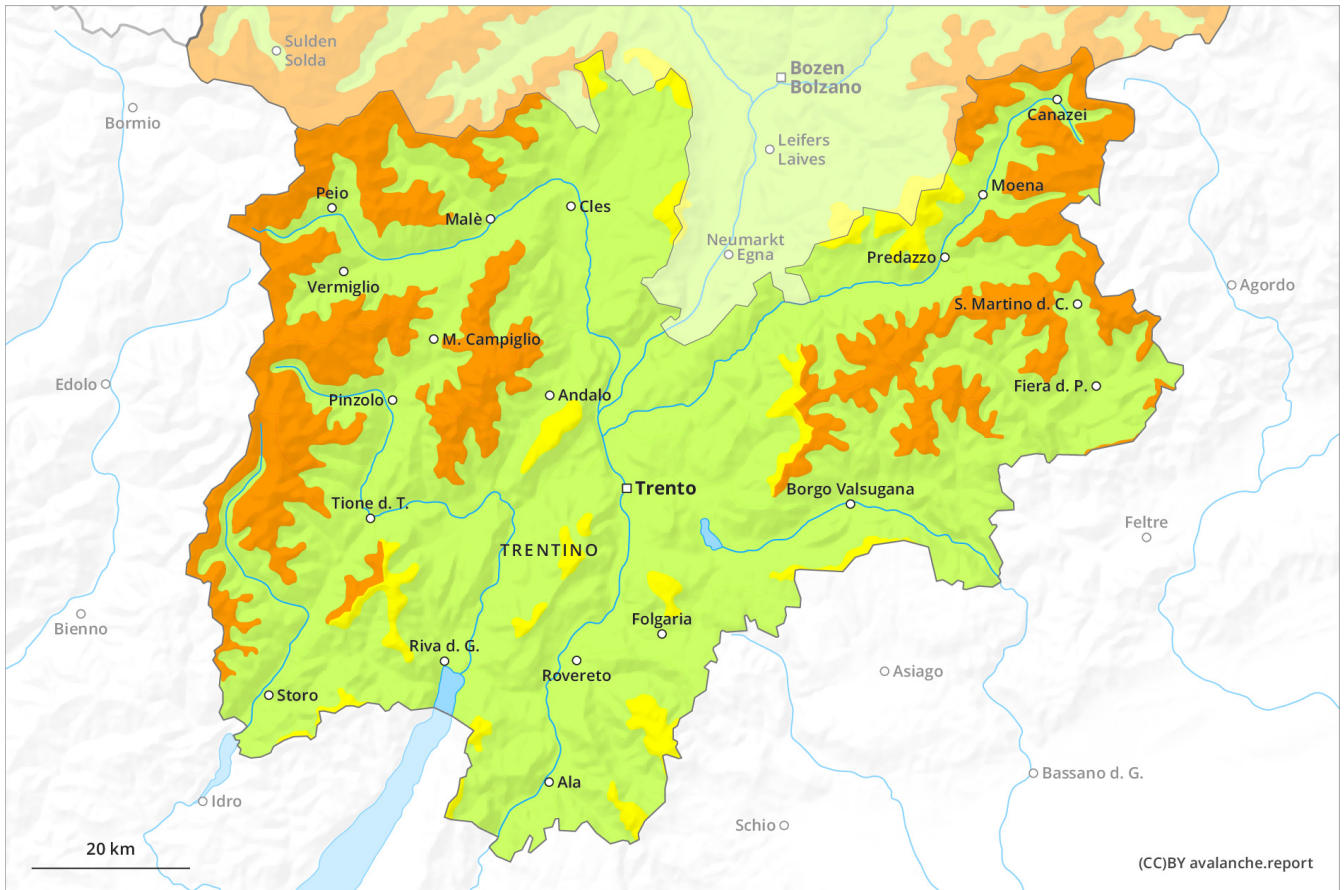 Sulden
Solda
Bozen
Bolzano
Bormio
Canazei
Leifers
Laives
Peio
Moena
Malè
Cles
Neumarkt
Egna
Predazzo
Vermiglio
Agordo
S. Martino d. C.
M. Campiglio
Edolo
Fiera d. P.
Andalo
Pinzolo
Trento
Borgo Valsugana
Tione d. T.
Feltre
TRENTINO
Bienno
Folgaria
Riva d. G.
Asiago
Rovereto
Storo
Bassano d. G.
Ala
Idro
Schio
20 km
(CC)BY avalanche.report